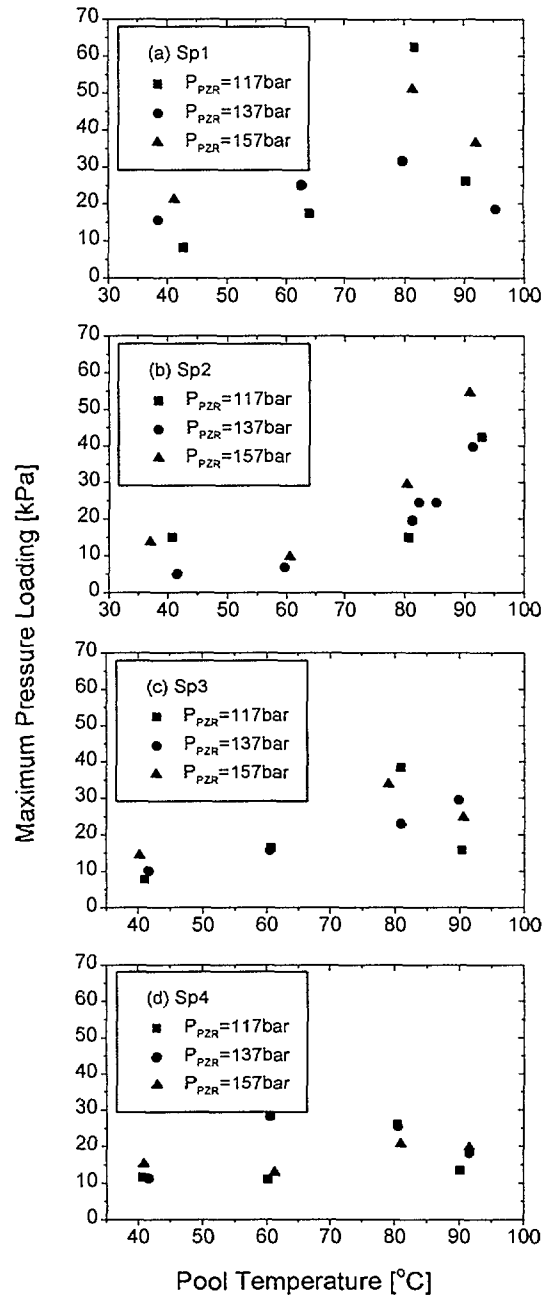 Maximum Pressure Loading [kPa]
70
60
50
40
30
20
10
0
(a) Sp1
P_PZR=117bar
P_PZR=137bar
P_PZR=157bar
30 40 50 60 70 80 90 100
70
60
50
40
30
20
10
0
(b) Sp2
P_PZR=117bar
P_PZR=137bar
P_PZR=157bar
30 40 50 60 70 80 90 100
70
60
50
40
30
20
10
0
(c) Sp3
P_PZR=117bar
P_PZR=137bar
P_PZR=157bar
40 50 60 70 80 90 100
70
60
50
40
30
20
10
0
(d) Sp4
P_PZR=117bar
P_PZR=137bar
P_PZR=157bar
40 50 60 70 80 90 100
Pool Temperature [°C]